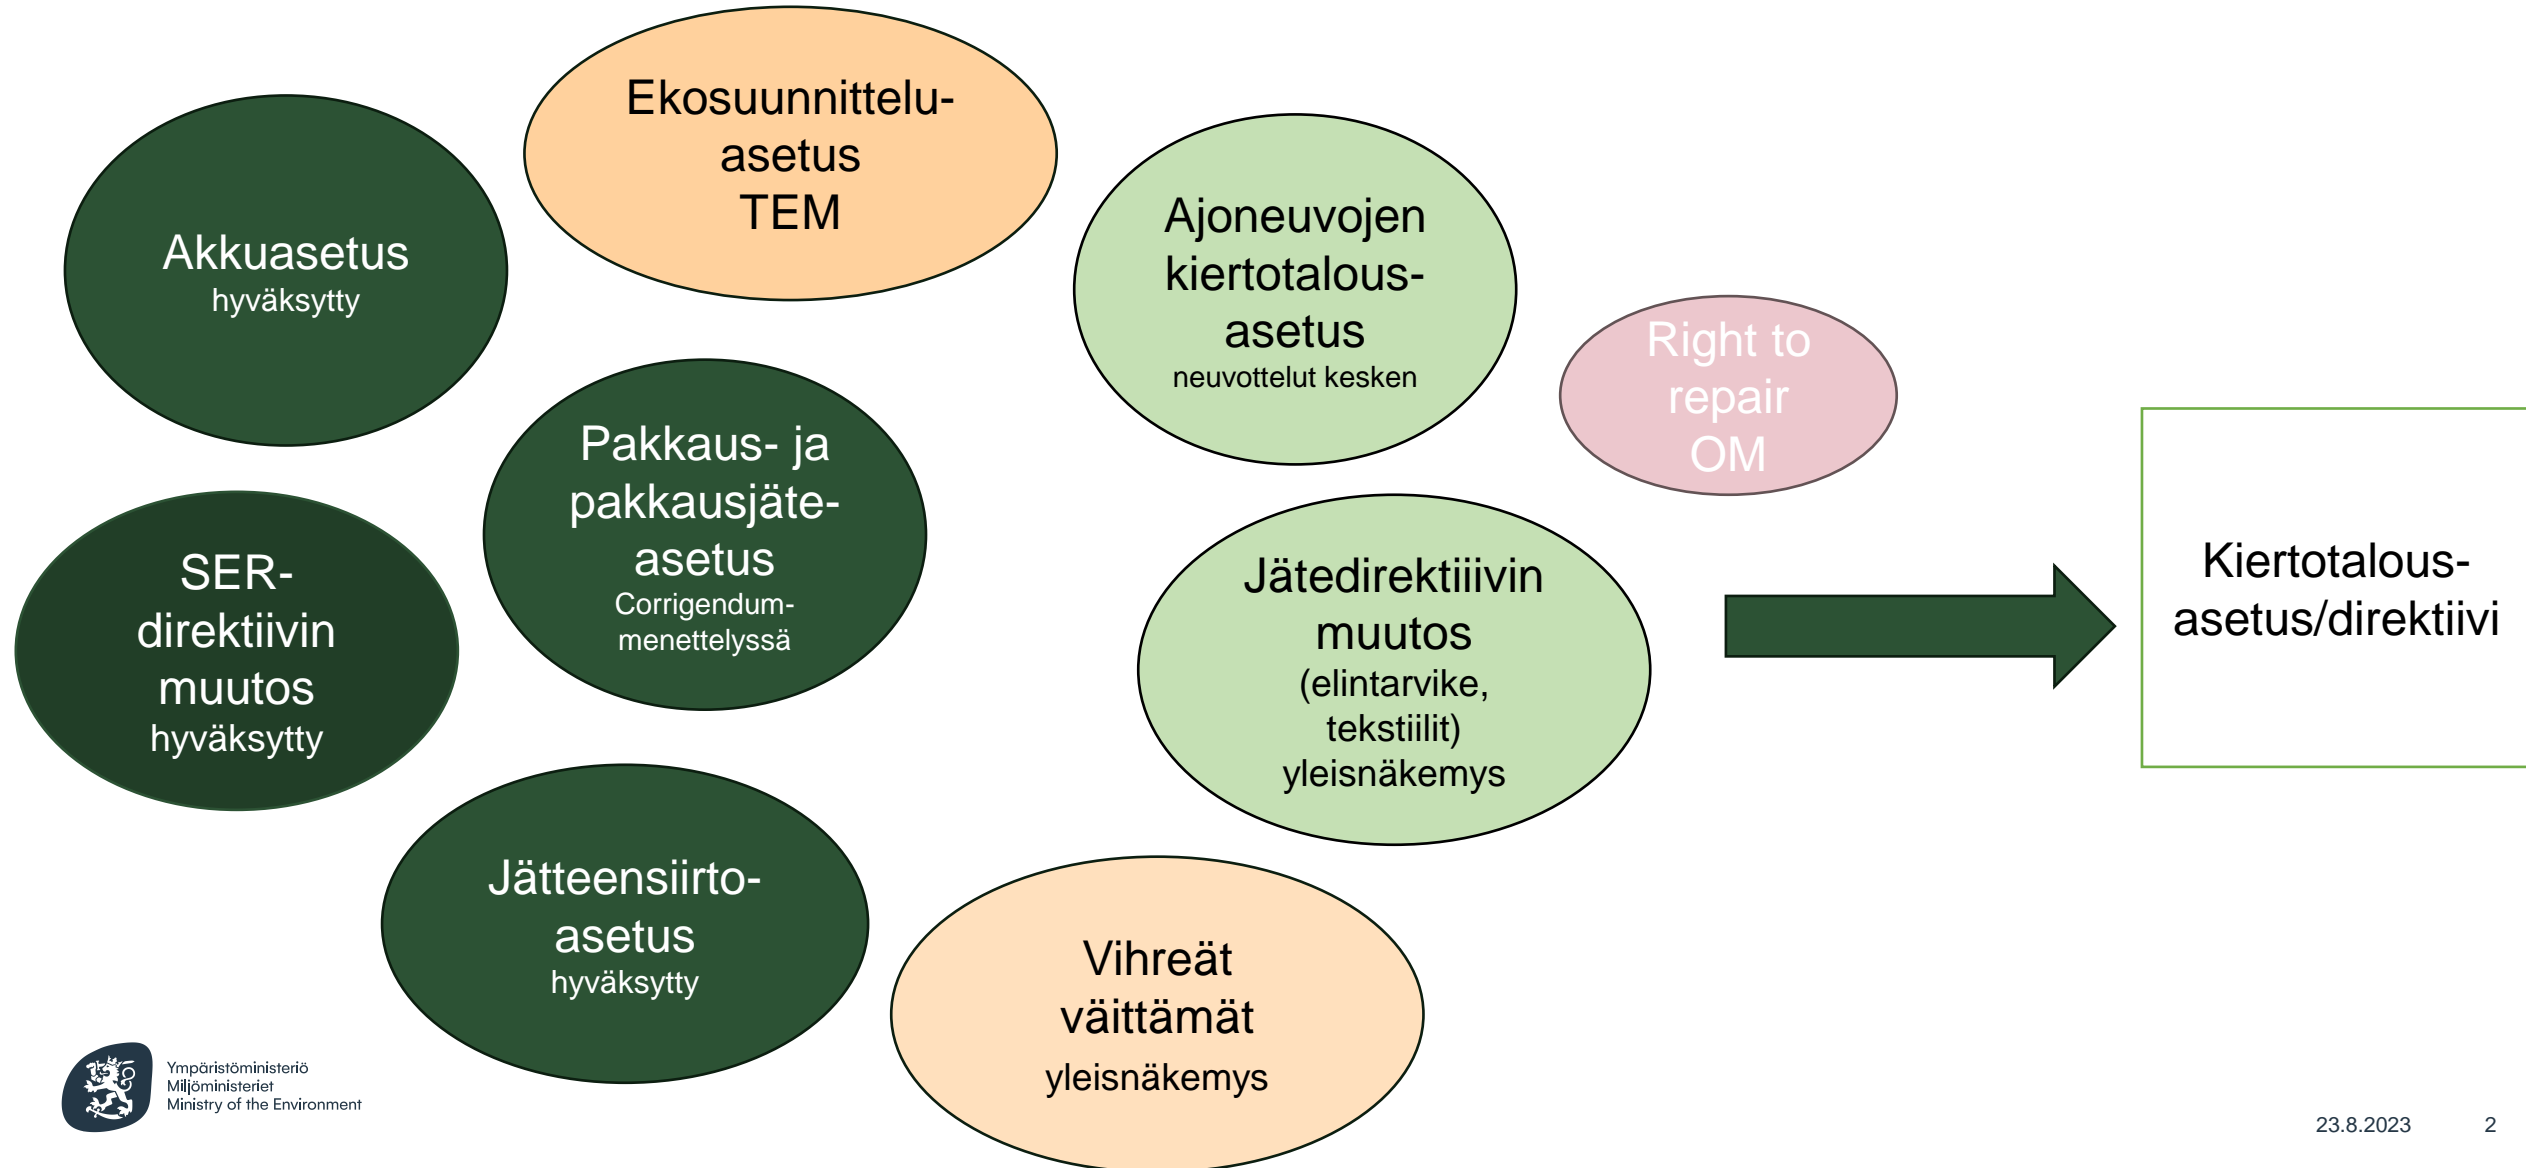 Ekosuunnittelu-
asetus
TEM
Akkuasetus
hyväksytty
Ajoneuvojen
kiertotalous-
asetus
neuvottelut kesken
Right to
repair
OM
Pakkaus- ja
pakkausjäte-
asetus
Corrigendum-
menettelyssä
SER-
direktiivin
muutos
hyväksytty
Jätedirektiiivin
muutos
(elintarvike,
tekstiilit)
yleisnäkemys
Kiertotalous-
asetus/direktiivi
Jätteensiirto-
asetus
hyväksytty
Vihreät
väittämät
yleisnäkemys
Ympäristöministeriö
Miljöministeriet
Ministry of the Environment
23.8.2023 2